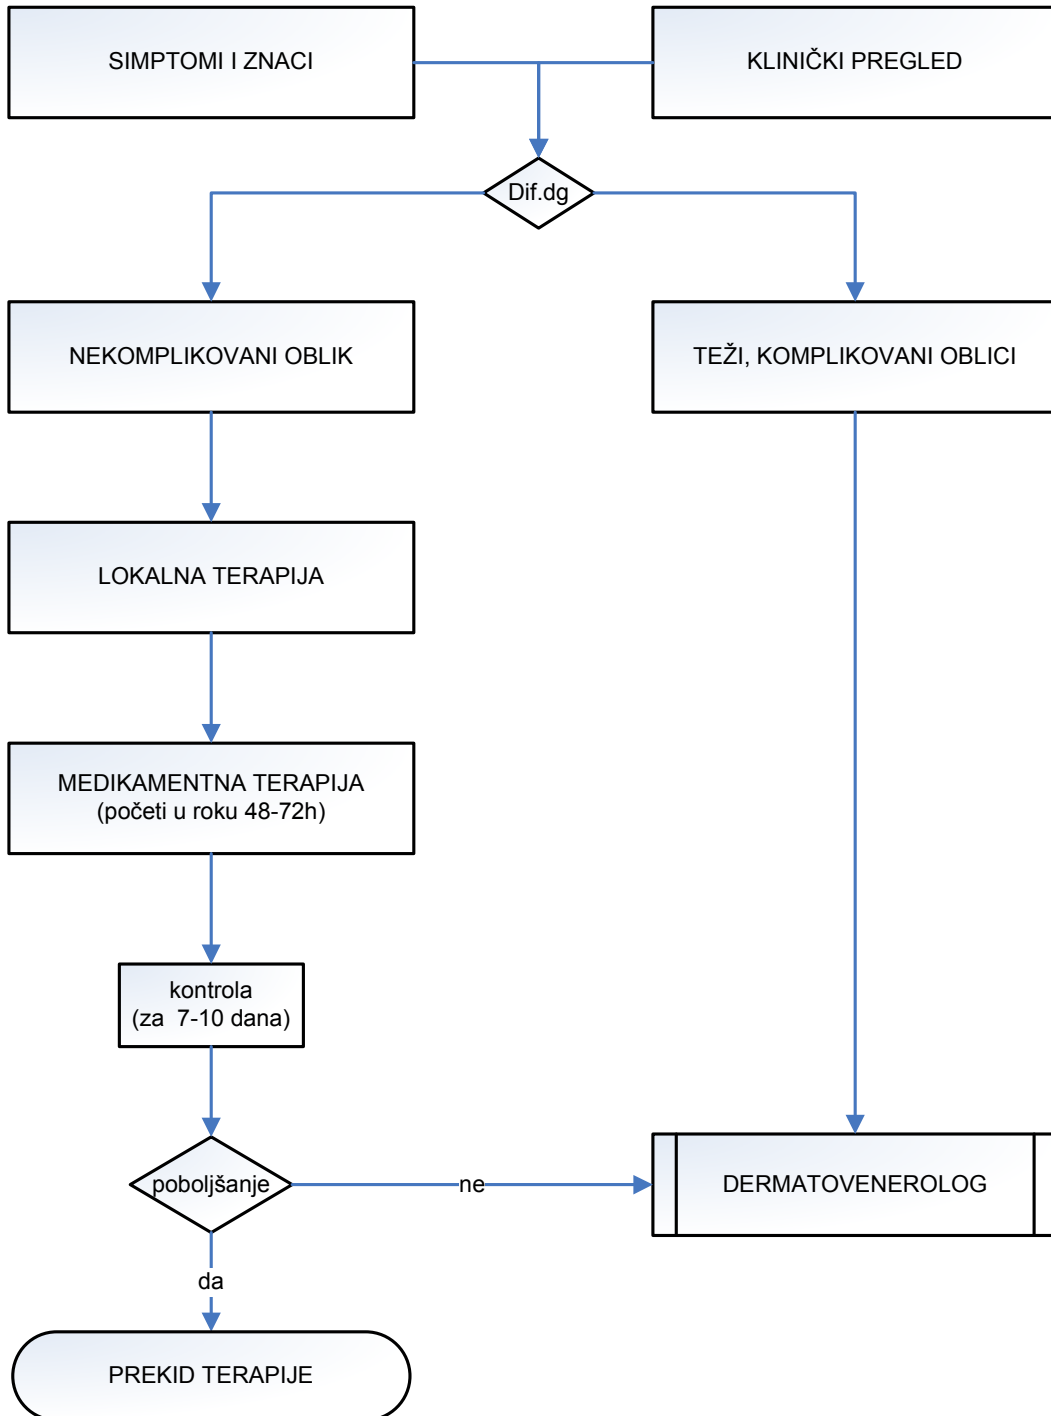 SIMPTOMI I ZNACI
KLINIČKI PREGLED
Dif.dg
NEKOMPLIKOVANI OBLIK
TEŽI, KOMPLIKOVANI OBLICI
LOKALNA TERAPIJA
MEDIKAMENTNA TERAPIJA
(početi u roku 48-72h)
kontrola
(za 7-10 dana)
poboljšanje
ne
DERMATOVENEROLOG
da
PREKID TERAPIJE